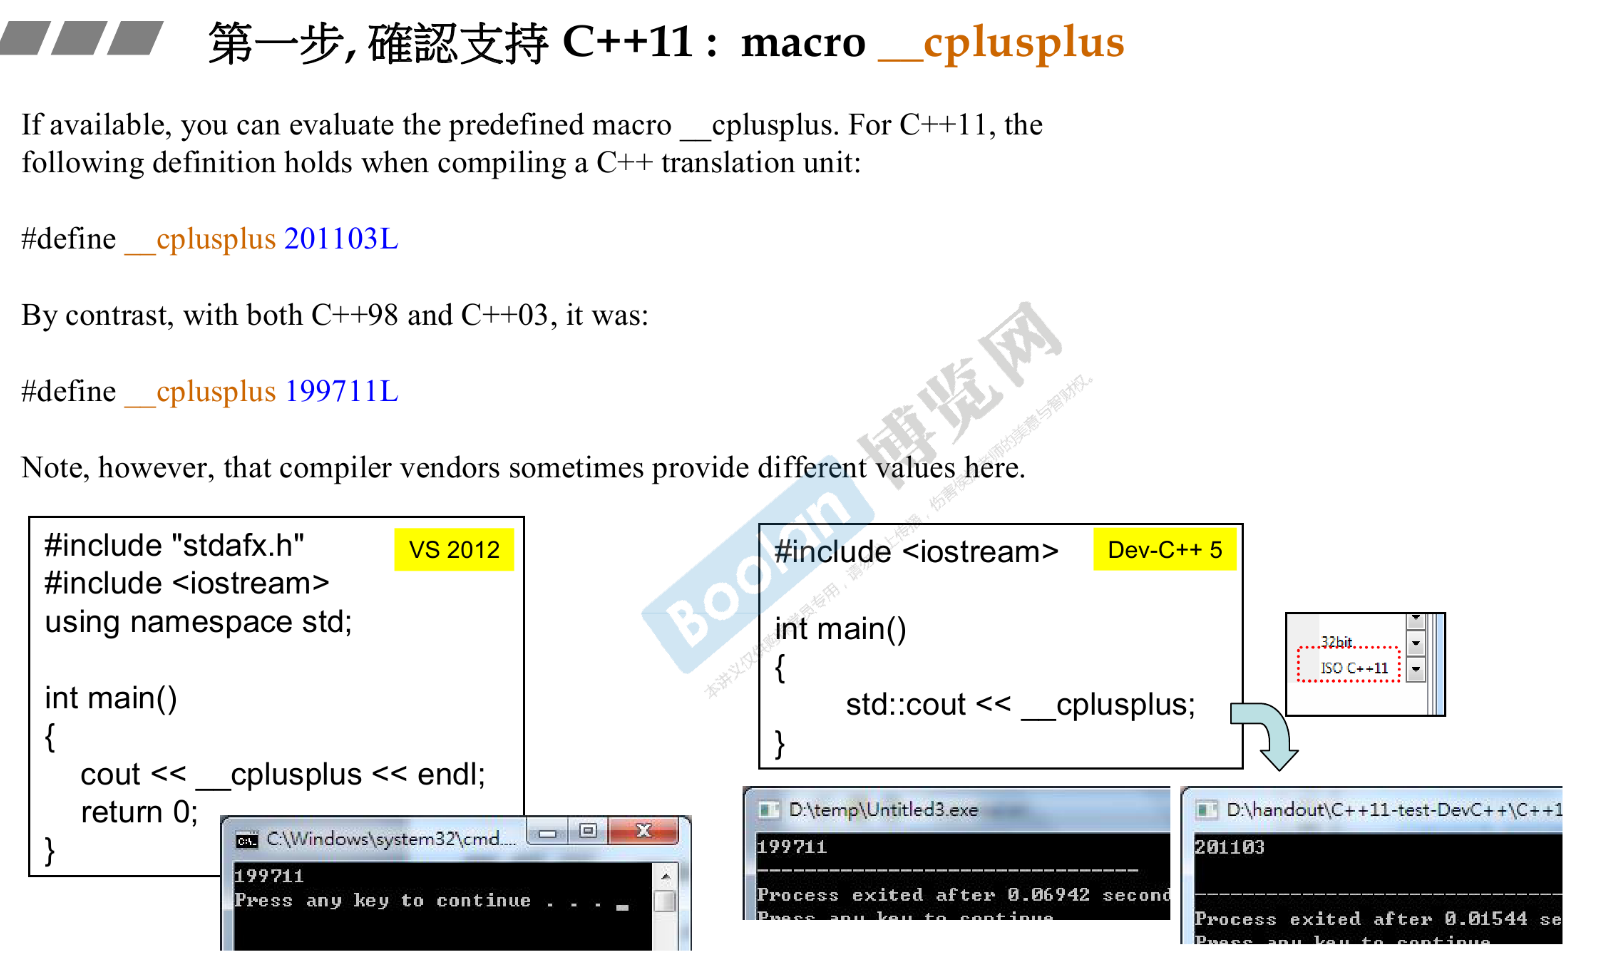 第一步, 確認支持 C++11 : macro __cplusplus
If available, you can evaluate the predefined macro __cplusplus. For C++11, the
following definition holds when compiling a C++ translation unit:
#define __cplusplus 201103L
By contrast, with both C++98 and C++03, it was:
#define __cplusplus 199711L
Note, however, that compiler vendors sometimes provide different values here.
Boolan 博览网
#include "stdafx.h"
VS 2012
#include <iostream>
using namespace std;
int main()
{
cout << __cplusplus << endl;
return 0;
}
C:\Windows\system32\cmd....
199711
Press any key to continue . . . _
#include <iostream>
Dev-C++ 5
int main()
{
std::cout << __cplusplus;
}
32bit
ISO C++11
D:\temp\Untitled3.exe
199711
--------------------------------
Process exited after 0.06942 second
Press any key to continue
D:\handout\C++11-test-DevC++\C++1
201103
--------------------------------
Process exited after 0.01544 se
Press any key to continue